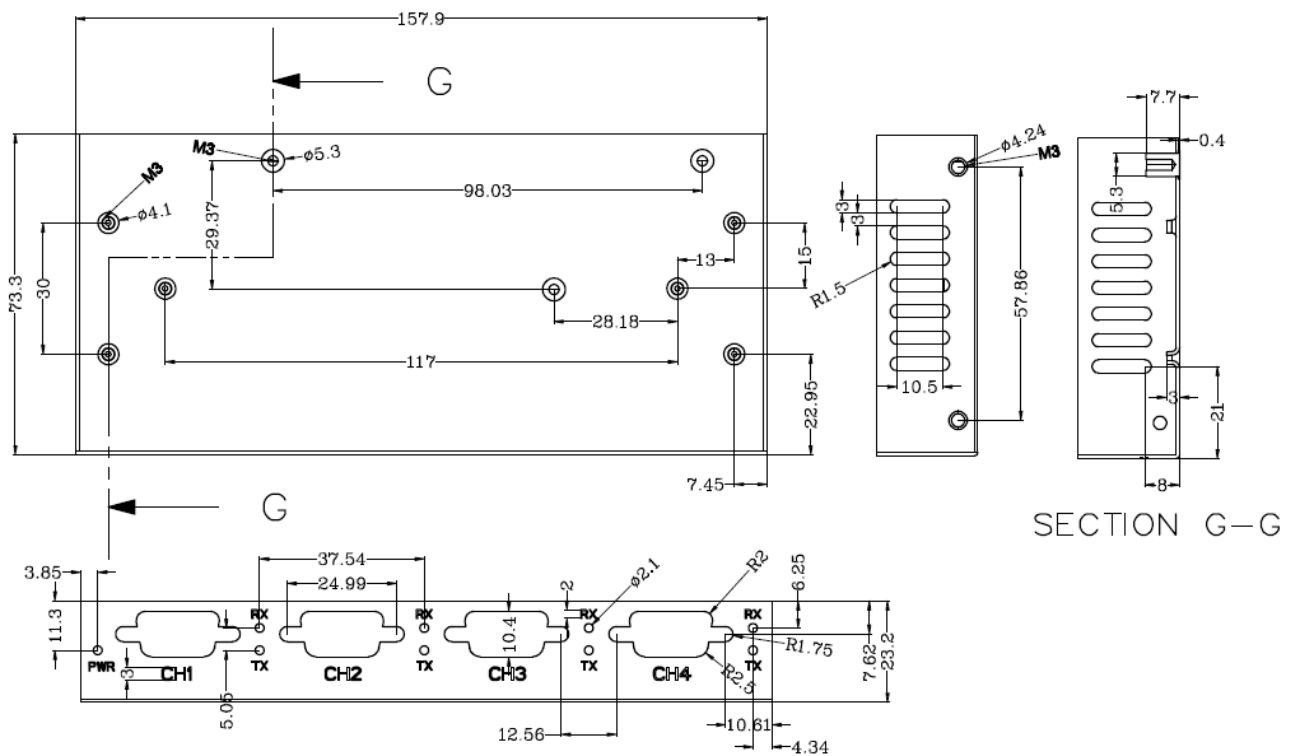 157.9
G
7.7
M3
ø5.3
ø4.24
M3
0.4
M3
98.03
5.3
ø4.1
29.37
3
3
73.3
30
13
15
R1.5
57.86
28.18
117
10.5
22.95
3
21
7.45
8
G
SECTION G-G
3.85
37.54
24.99
2
ø2.1
R2
6.25
11.3
RX
RX
RX
RX
10.4
7.62
23.2
R1.75
PWR
TX
TX
TX
TX
3
CH1
CH2
CH3
CH4
R2.5
5.05
12.56
10.61
4.34